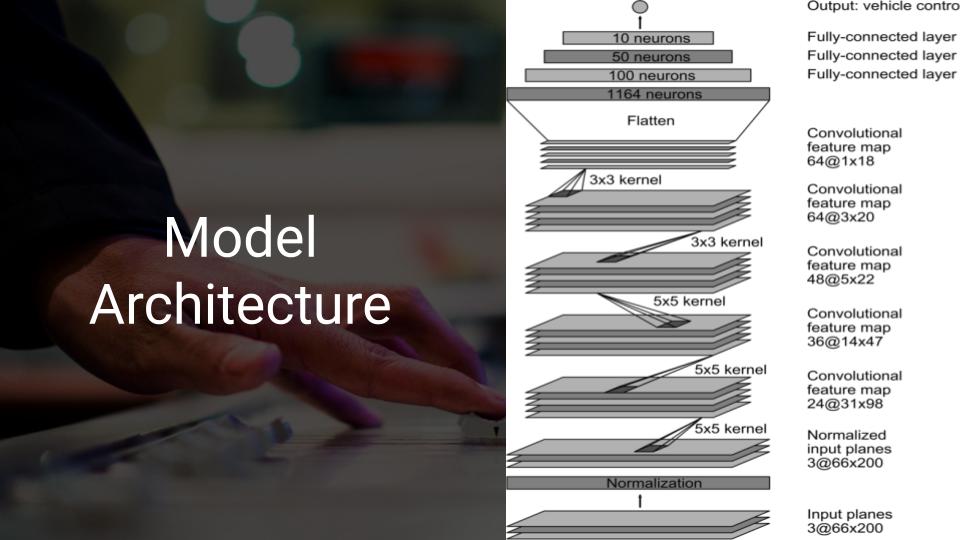 Model
Architecture
Output: vehicle contro
10 neurons
Fully-connected layer
50 neurons
Fully-connected layer
100 neurons
Fully-connected layer
1164 neurons
Flatten
Convolutional
feature map
64@1x18
3x3 kernel
Convolutional
feature map
64@3x20
3x3 kernel
Convolutional
feature map
48@5x22
5x5 kernel
Convolutional
feature map
36@14x47
5x5 kernel
Convolutional
feature map
24@31x98
5x5 kernel
Normalized
input planes
3@66x200
Normalization
Input planes
3@66x200